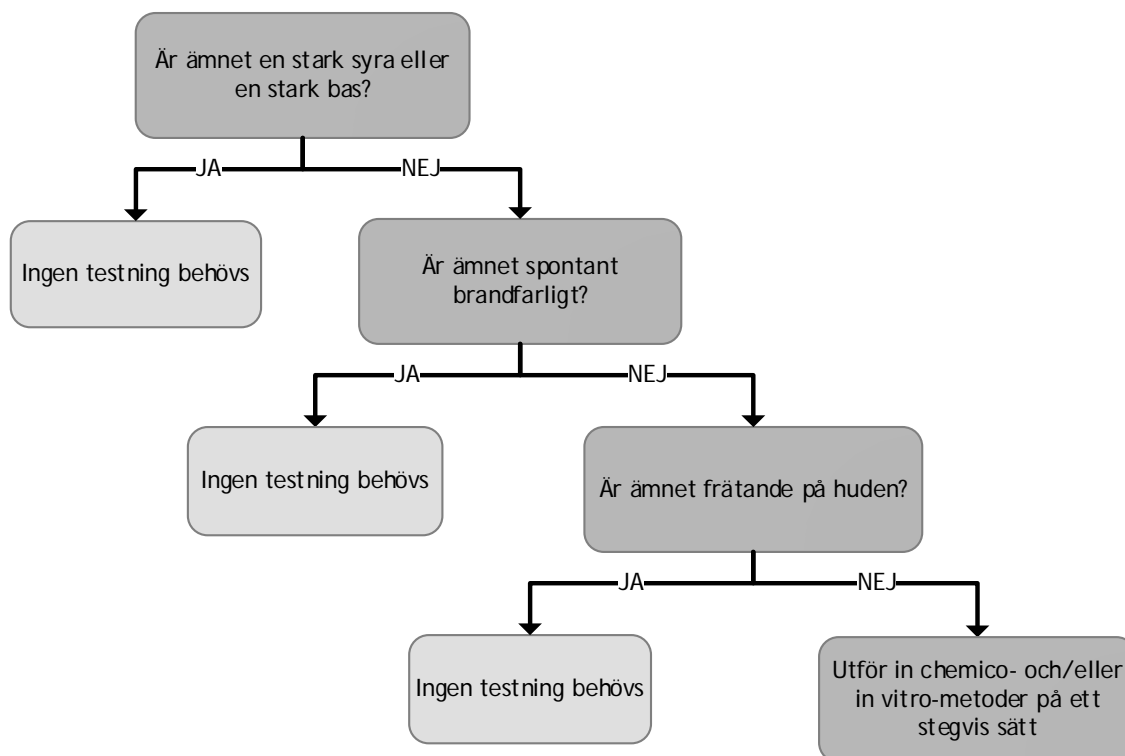 Är ämnet en stark syra eller
en stark bas?
JA
NEJ
Ingen testning behövs
Är ämnet spontant
brandfarligt?
JA
NEJ
Ingen testning behövs
Är ämnet frätande på huden?
JA
NEJ
Ingen testning behövs
Utför in chemico- och/eller
in vitro-metoder på ett
stegvis sätt